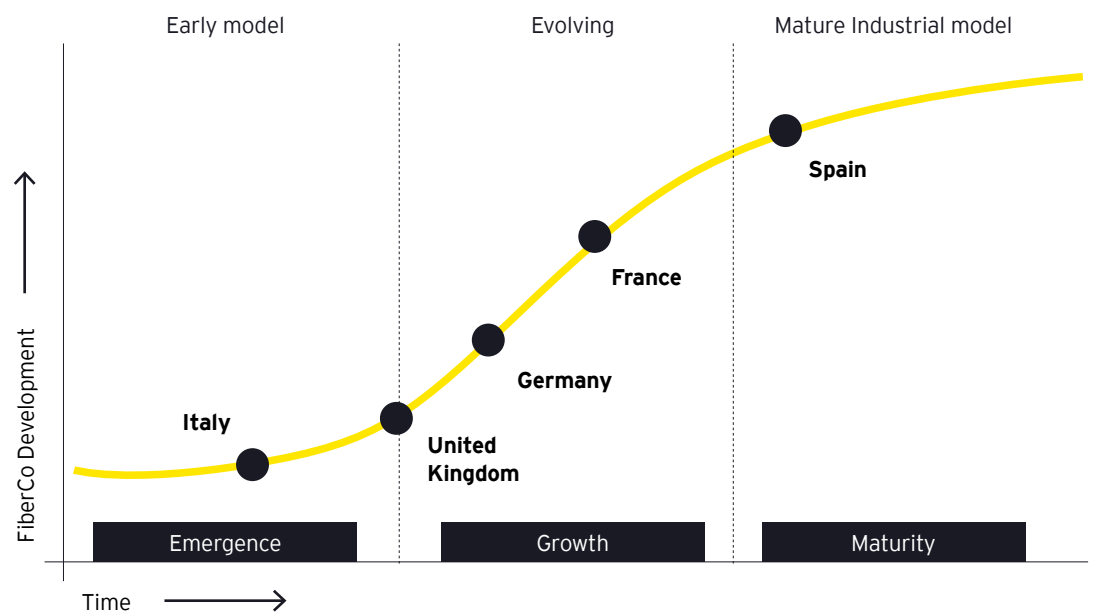 Early model
Evolving
Mature Industrial model
Spain
France
Germany
Italy
United
Kingdom
FiberCo Development
Emergence
Growth
Maturity
Time